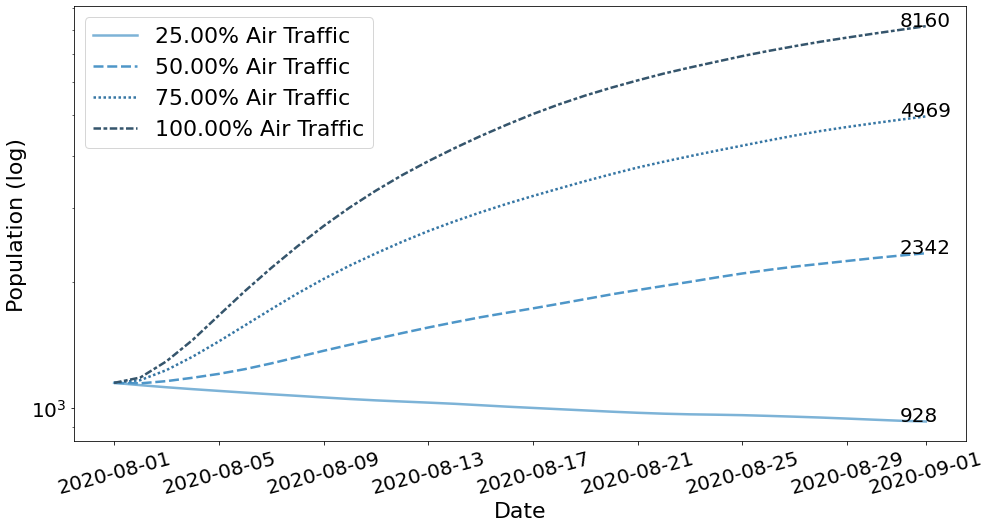 25.00% Air Traffic
50.00% Air Traffic
75.00% Air Traffic
100.00% Air Traffic
8160
4969
2342
928
Population (log)
10³
2020-08-01
2020-08-05
2020-08-09
2020-08-13
2020-08-17
2020-08-21
2020-08-25
2020-08-29
2020-09-01
Date